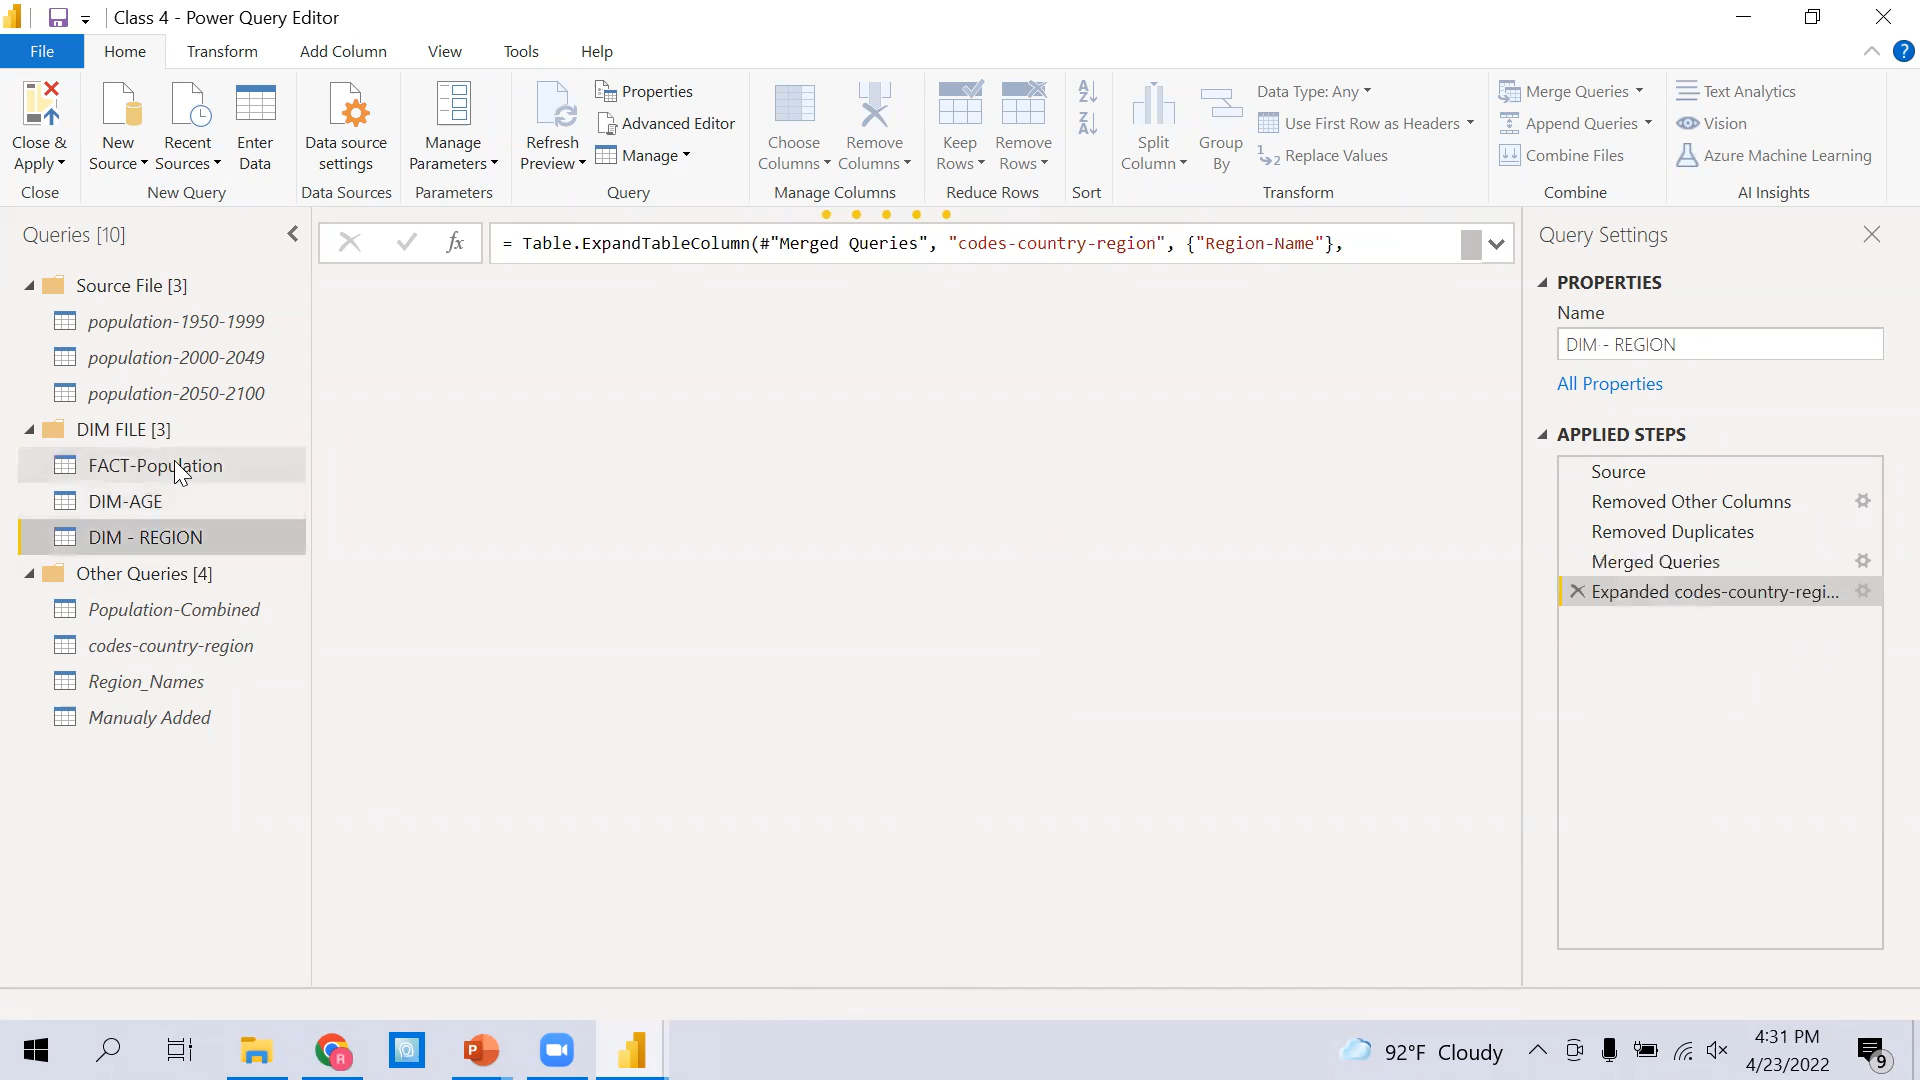 Class 4 - Power Query Editor
File Home Transform Add Column View Tools Help
Close & Apply
Close
New Source
Recent Sources
Enter Data
New Query
Data source settings
Data Sources
Manage Parameters
Parameters
Refresh Preview
Properties
Advanced Editor
Manage
Query
Choose Columns
Remove Columns
Manage Columns
Keep Rows
Remove Rows
Reduce Rows
Sort
Split Column
Group By
Data Type: Any
Use First Row as Headers
Replace Values
Transform
Merge Queries
Append Queries
Combine Files
Combine
Text Analytics
Vision
Azure Machine Learning
AI Insights
Queries [10]
Source File [3]
population-1950-1999
population-2000-2049
population-2050-2100
DIM FILE [3]
FACT-Population
DIM-AGE
DIM - REGION
Other Queries [4]
Population-Combined
codes-country-region
Region_Names
Manualy Added
fx
= Table.ExpandTableColumn(#"Merged Queries", "codes-country-region", {"Region-Name"},
Query Settings
PROPERTIES
Name
DIM - REGION
All Properties
APPLIED STEPS
Source
Removed Other Columns
Removed Duplicates
Merged Queries
Expanded codes-country-regi...
92°F Cloudy
4:31 PM
4/23/2022
9